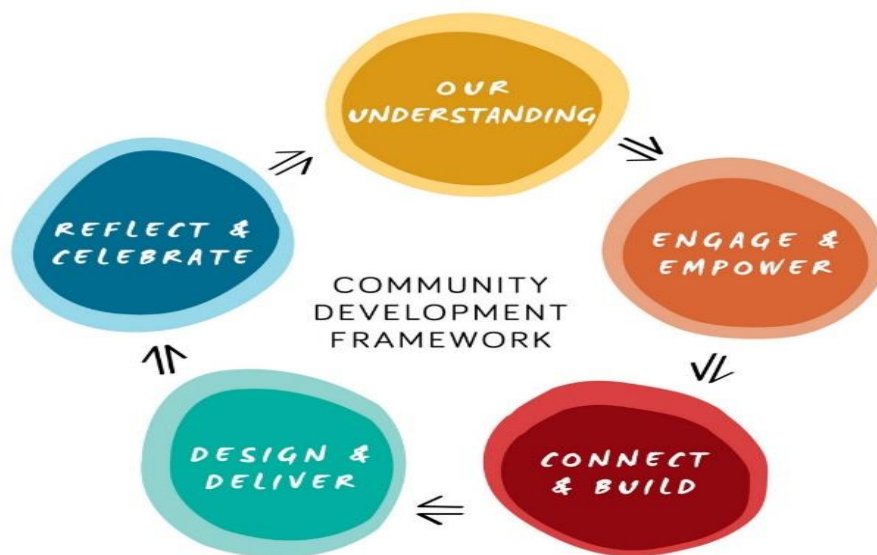 OUR
UNDERSTANDING
ENGAGE &
EMPOWER
CONNECT
& BUILD
DESIGN &
DELIVER
REFLECT &
CELEBRATE
COMMUNITY
DEVELOPMENT
FRAMEWORK